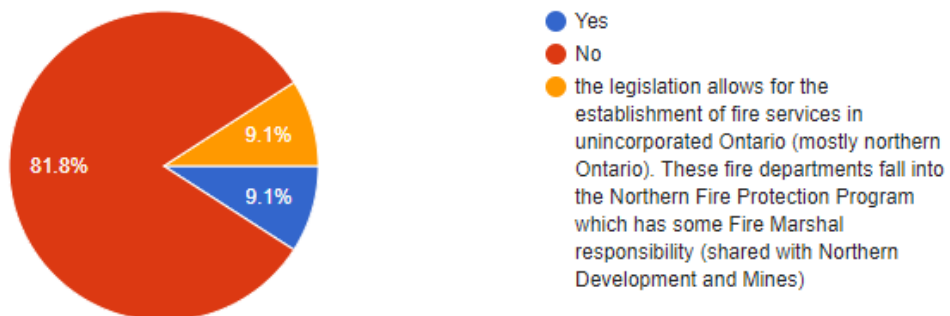 Yes
No
the legislation allows for the
establishment of fire services in
unincorporated Ontario (mostly northern
Ontario). These fire departments fall into
the Northern Fire Protection Program
which has some Fire Marshal
responsibility (shared with Northern
Development and Mines)
9.1%
81.8%
9.1%